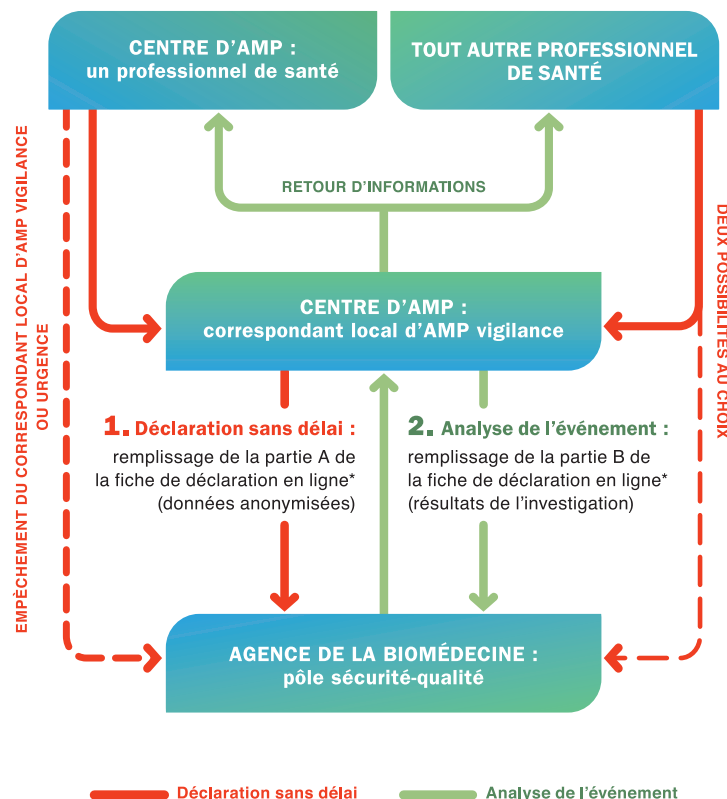 CENTRE D'AMP :
un professionnel de santé
TOUT AUTRE PROFESSIONNEL
DE SANTÉ
RETOUR D'INFORMATIONS
EMPÈCHEMENT DU CORRESPONDANT LOCAL D'AMP VIGILANCE
OU URGENCE
DEUX POSSIBILITÉS AU CHOIX
CENTRE D'AMP :
correspondant local d'AMP vigilance
1. Déclaration sans délai :
remplissage de la partie A de
la fiche de déclaration en ligne*
(données anonymisées)
2. Analyse de l'événement :
remplissage de la partie B de
la fiche de déclaration en ligne*
(résultats de l'investigation)
AGENCE DE LA BIOMÉDECINE :
pôle sécurité-qualité
Déclaration sans délai
Analyse de l'événement